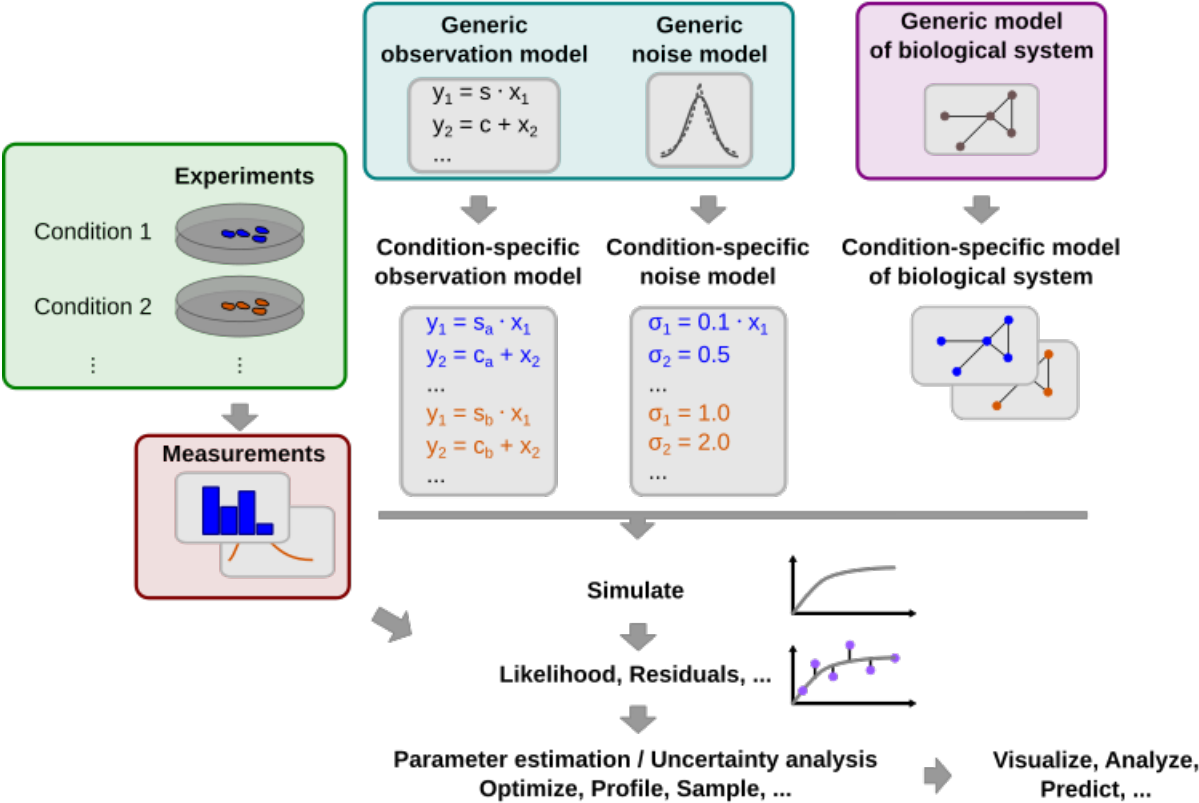 Generic
observation model
y₁ = s · x₁
y₂ = c + x₂
...
Generic
noise model
Generic model
of biological system
Experiments
Condition 1
Condition 2
⋮ ⋮
Measurements
Condition-specific
observation model
y₁ = sₐ · x₁
y₂ = cₐ + x₂
...
y₁ = s_b · x₁
y₂ = c_b + x₂
...
Condition-specific
noise model
σ₁ = 0.1 · x₁
σ₂ = 0.5
...
σ₁ = 1.0
σ₂ = 2.0
...
Condition-specific model
of biological system
Simulate
Likelihood, Residuals, ...
Parameter estimation / Uncertainty analysis
Optimize, Profile, Sample, ...
Visualize, Analyze,
Predict, ...